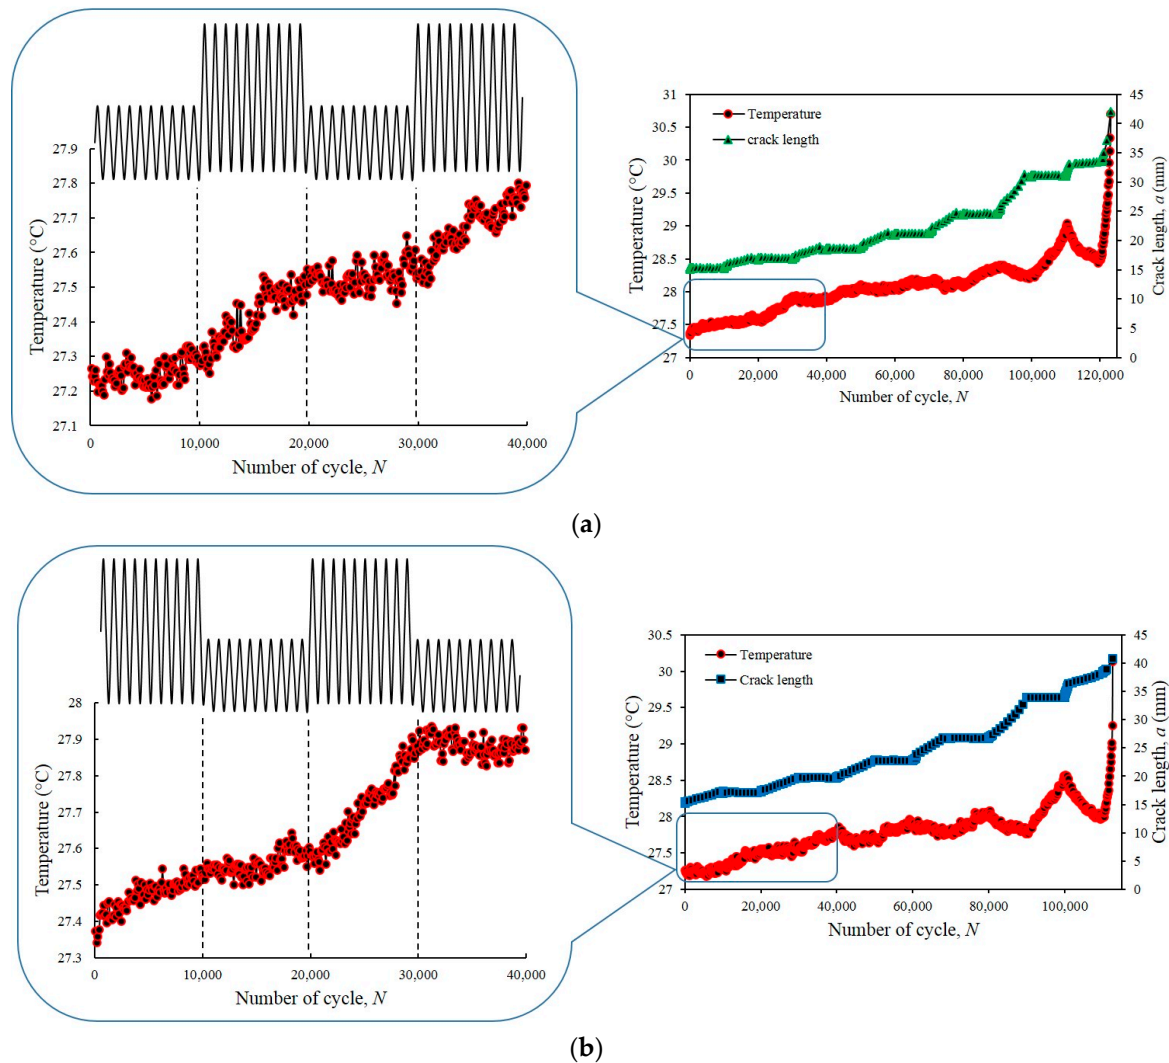 27.9
27.8
27.7
27.6
27.5
27.4
27.3
27.2
27.1
Temperature (°C)
0 10,000 20,000 30,000 40,000
Number of cycle, N
31
30.5
30
29.5
29
28.5
28
27.5
27
Temperature (°C)
Temperature
crack length
45
40
35
30
25
20
15
10
5
0
Crack length, a (mm)
0 20,000 40,000 60,000 80,000 100,000 120,000
Number of cycle, N
(a)
28
27.9
27.8
27.7
27.6
27.5
27.4
27.3
Temperature (°C)
0 10,000 20,000 30,000 40,000
Number of cycle, N
30.5
30
29.5
29
28.5
28
27.5
27
Temperature (°C)
Temperature
Crack length
45
40
35
30
25
20
15
10
5
0
Crack length, a (mm)
0 20,000 40,000 60,000 80,000 100,000
Number of cycle, N
(b)